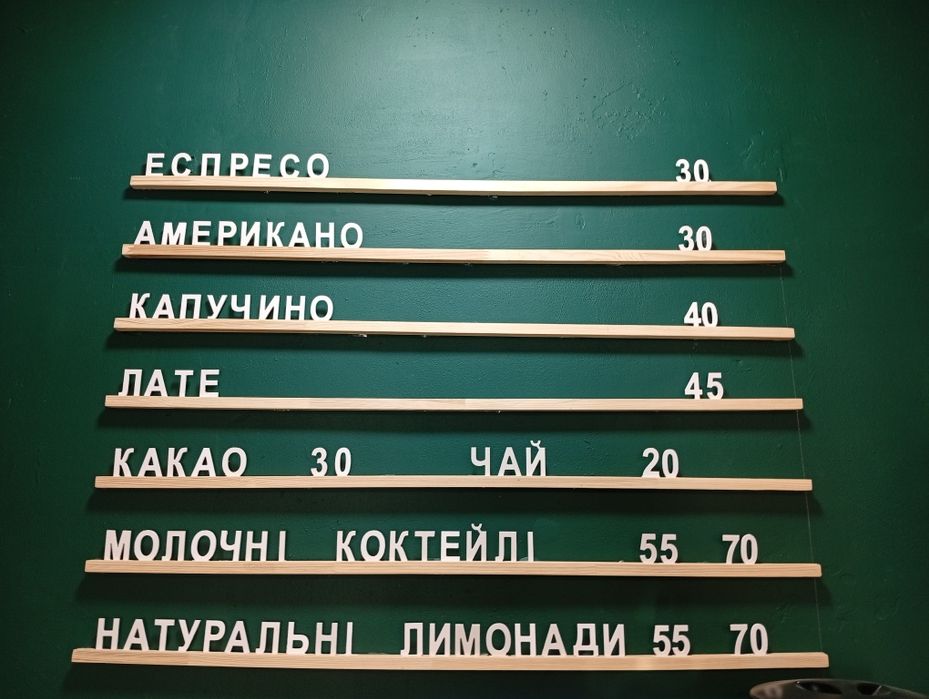 ЕСПРЕСО 30
АМЕРИКАНО 30
КАПУЧИНО 40
ЛАТЕ 45
КАКАО 30 ЧАЙ 20
МОЛОЧНІ КОКТЕЙЛІ 55 70
НАТУРАЛЬНІ ЛИМОНАДИ 55 70